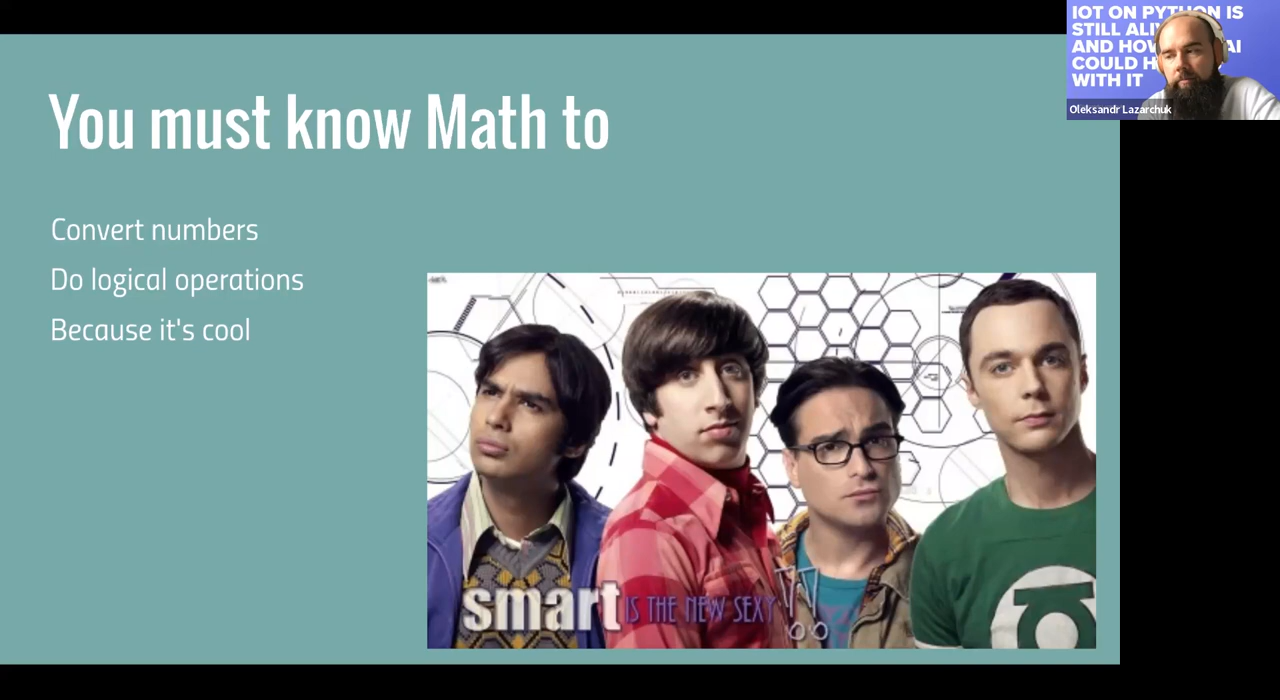 You must know Math to
Convert numbers
Do logical operations
Because it's cool
smart IS THE NEW SEXY
IOT ON PYTHON IS
STILL
AND HOW
COULD
WITH IT
Oleksandr Lazarchuk